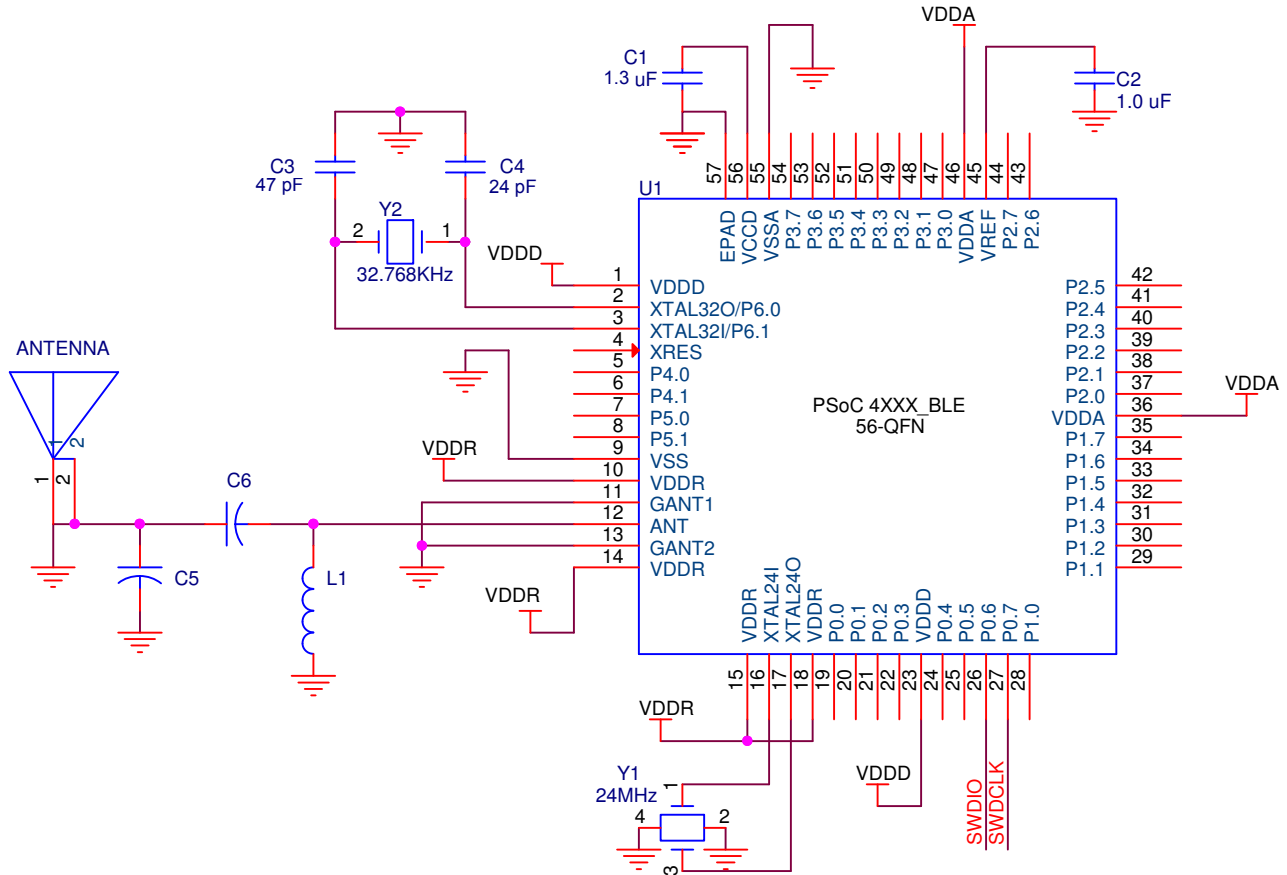 VDDA
C1
1.3 uF
C2
1.0 uF
C3
47 pF
C4
24 pF
57
56
55
54
53
52
51
50
49
48
47
46
45
44
43
U1
EPAD
VCCD
VSSA
P3.7
P3.6
P3.5
P3.4
P3.3
P3.2
P3.1
P3.0
VDDA
VREF
P2.7
P2.6
Y2
2
1
32.768KHz
VDDD
1 VDDD
2 XTAL32O/P6.0
3 XTAL32I/P6.1
4 XRES
5 P4.0
6 P4.1
7 P5.0
8 P5.1
9 VSS
10 VDDR
11 GANT1
12 ANT
13 GANT2
14 VDDR
P2.5 42
P2.4 41
P2.3 40
P2.2 39
P2.1 38
P2.0 37
VDDA 36
P1.7 35
P1.6 34
P1.5 33
P1.4 32
P1.3 31
P1.2 30
P1.1 29
VDDA
PSoC 4XXX_BLE
56-QFN
ANTENNA
1
2
1
2
VDDR
C6
C5
L1
VDDR
VDDR
XTAL24I
XTAL24O
VDDR
P0.0
P0.1
P0.2
P0.3
VDDD
P0.4
P0.5
P0.6
P0.7
P1.0
15
16
17
18
19
20
21
22
23
24
25
26
27
28
VDDR
Y1
24MHz
1
4
2
3
VDDD
SWDIO
SWDCLK